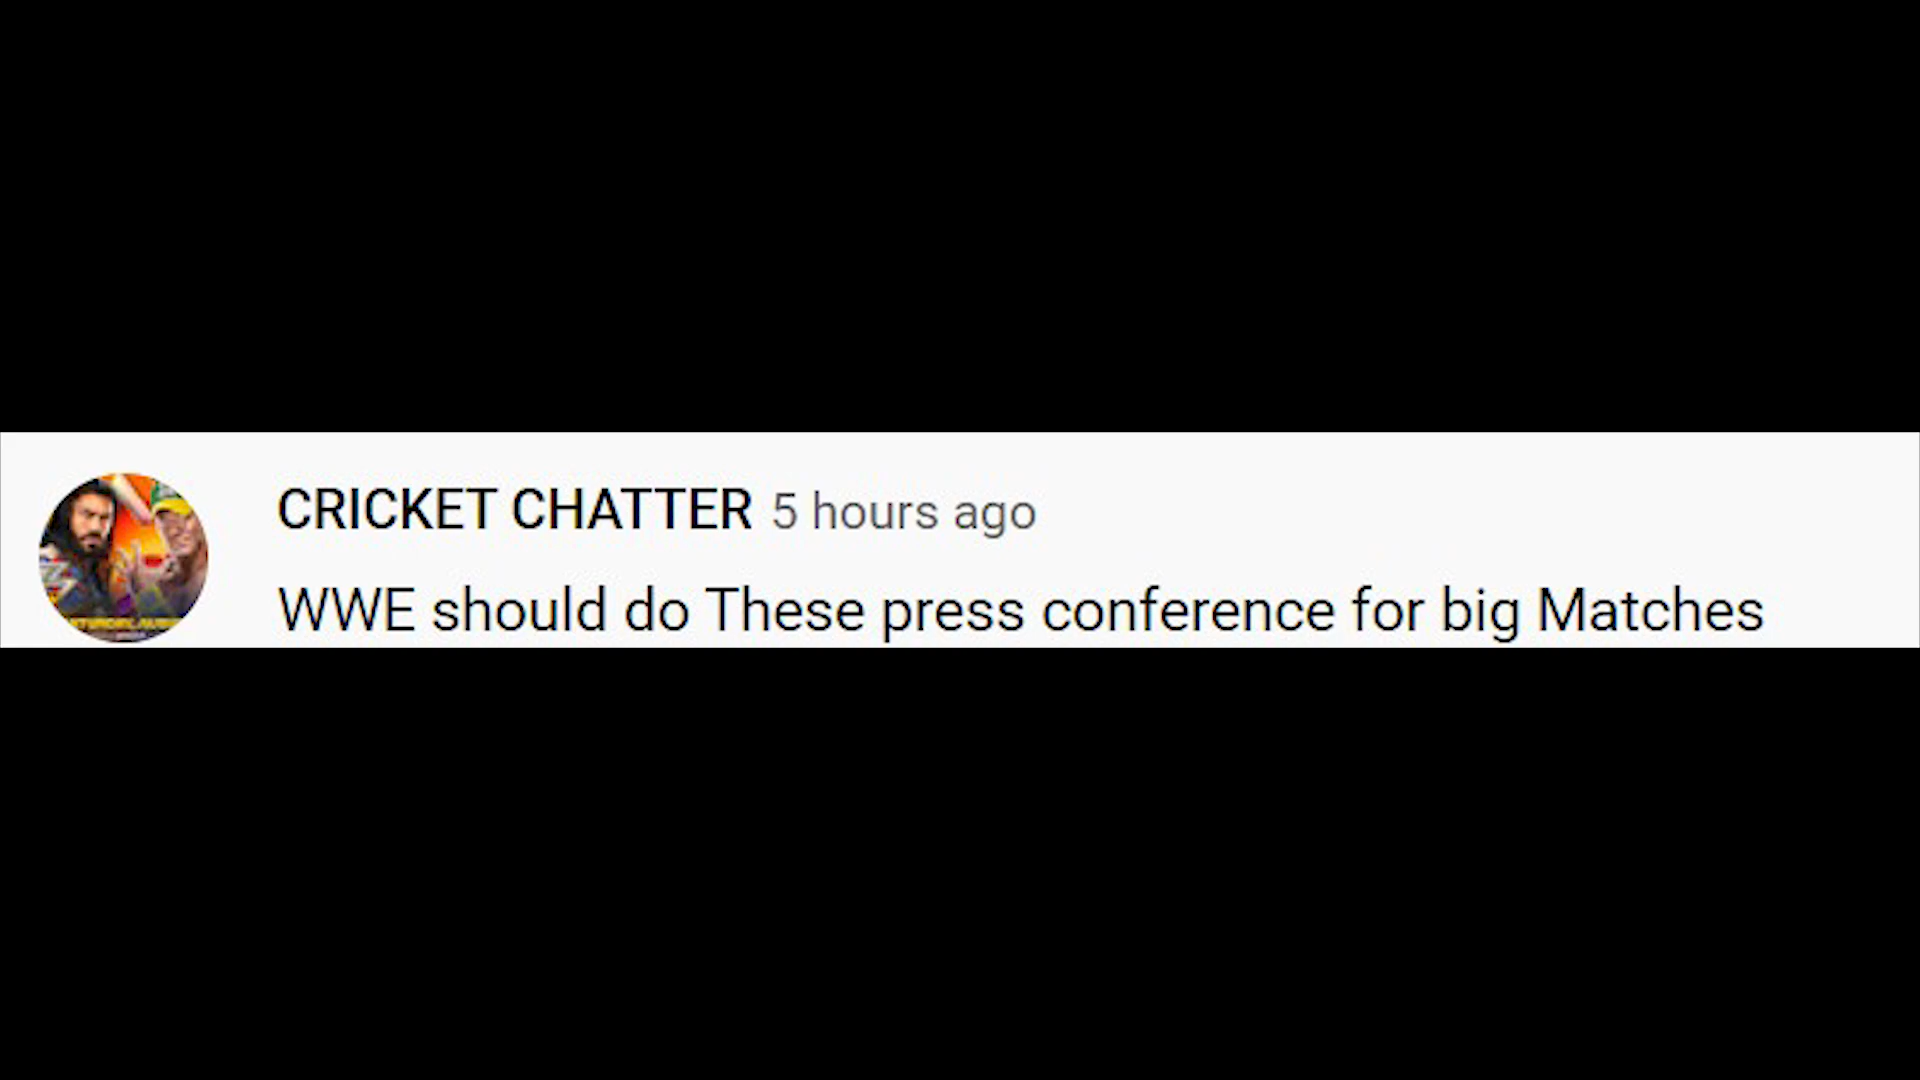 CRICKET CHATTER 5 hours ago
WWE should do These press conference for big Matches